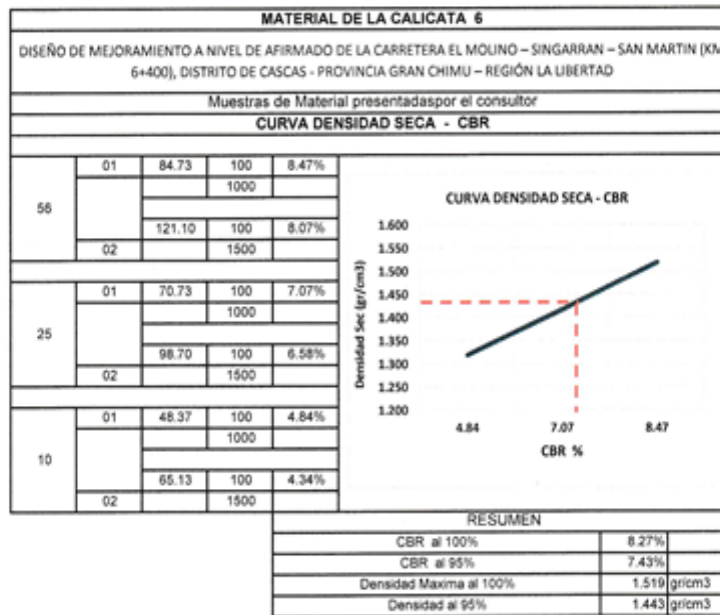 MATERIAL DE LA CALICATA 6
DISEÑO DE MEJORAMIENTO A NIVEL DE AFIRMADO DE LA CARRETERA EL MOLINO – SINGARRAN – SAN MARTIN (KM
6+400), DISTRITO DE CASCAS - PROVINCIA GRAN CHIMU – REGIÓN LA LIBERTAD
Muestras de Material presentadaspor el consultor
CURVA DENSIDAD SECA - CBR
56
01 84.73 100 8.47%
1000
121.10 100 8.07%
02 1500
25
01 70.73 100 7.07%
1000
98.70 100 6.58%
02 1500
10
01 48.37 100 4.84%
1000
65.13 100 4.34%
02 1500
CURVA DENSIDAD SECA - CBR
Densidad Sec (gr/cm3)
1.600
1.550
1.500
1.450
1.400
1.350
1.300
1.250
1.200
4.84 7.07 8.47
CBR %
RESUMEN
CBR al 100% 8.27%
CBR al 95% 7.43%
Densidad Maxima al 100% 1.519 gr/cm3
Densidad al 95% 1.443 gr/cm3